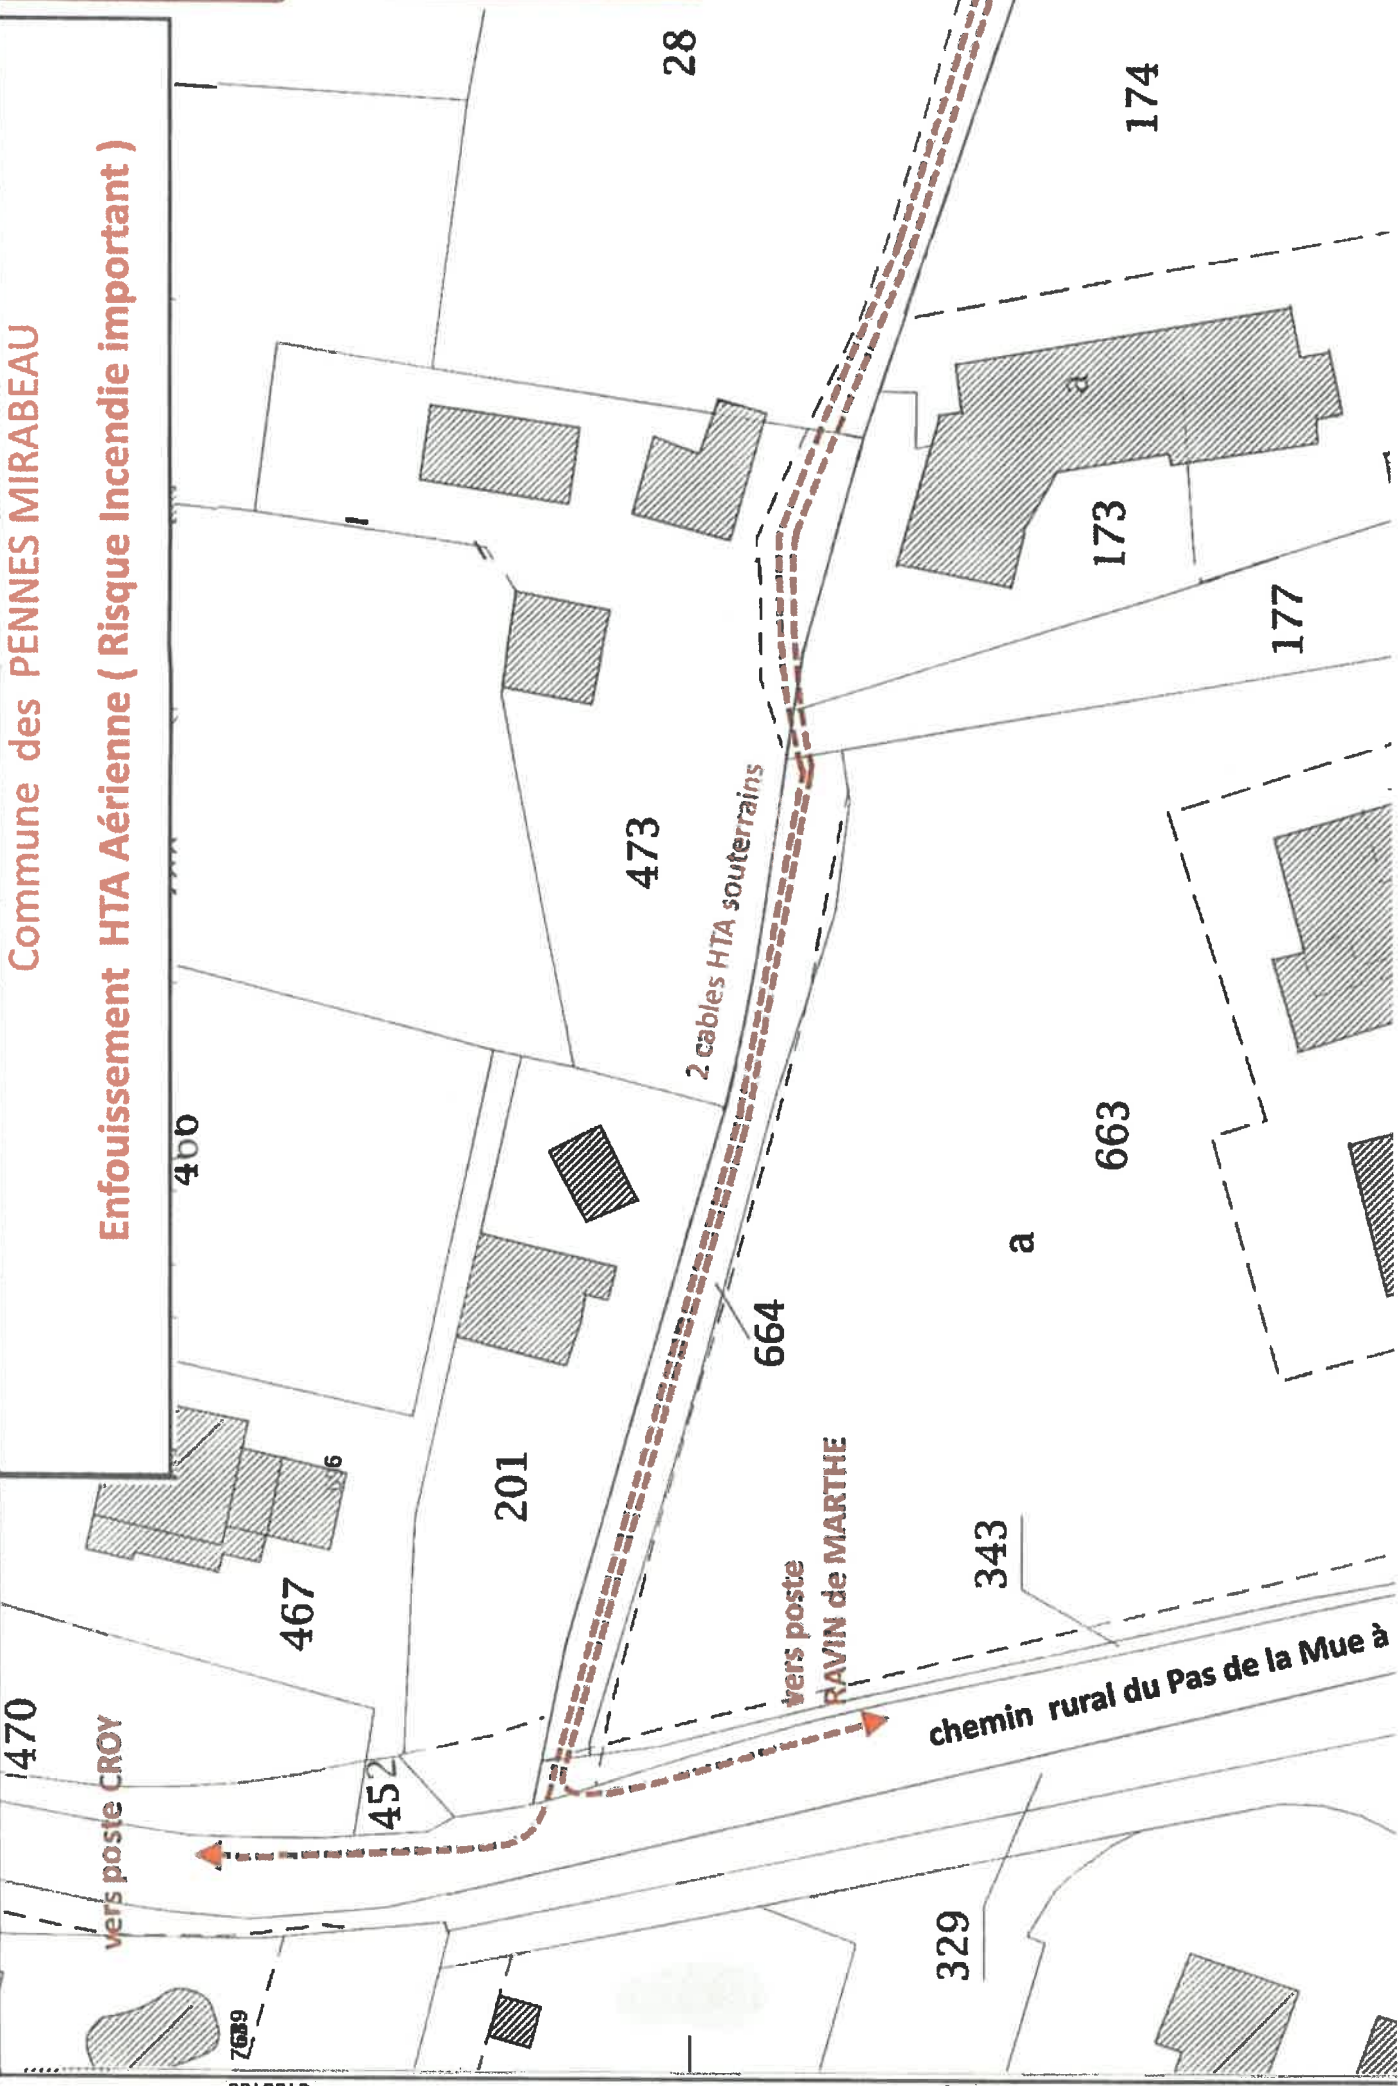 Commune des PENNES MIRABEAU
Enfouissement HTA Aérienne ( Risque Incendie important )
28
174
a
173
177
473
2 cables HTA souterrains
466
663
a
664
201
467
470
452
vers poste CROY
vers poste
RAVIN de MARTHE
343
chemin rural du Pas de la Mue à
329